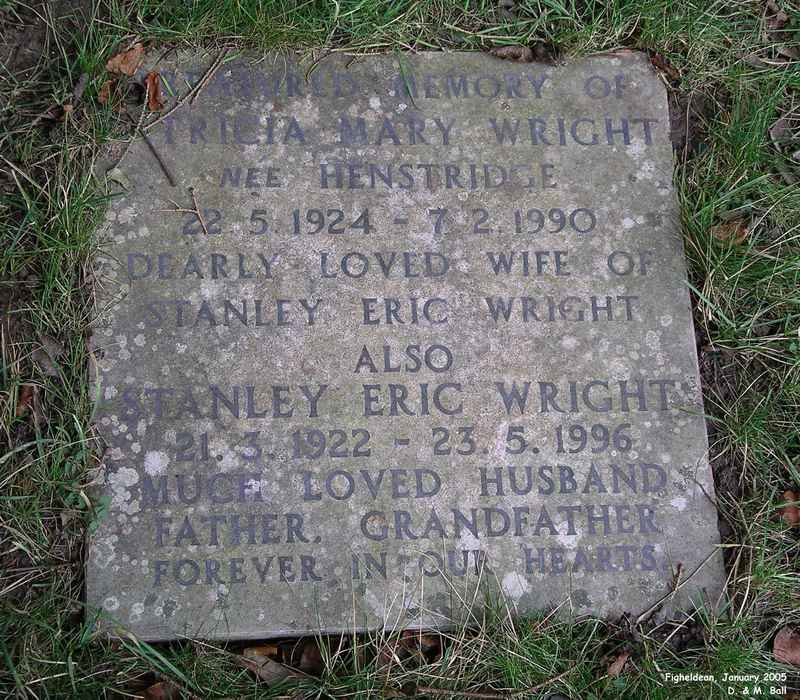 MEMORY OF
TRICIA MARY WRIGHT
NEE HENSTRIDGE
22. 5. 1924 - 7. 2. 1990
DEARLY LOVED WIFE OF
STANLEY ERIC WRIGHT
ALSO
STANLEY ERIC WRIGHT
21. 3. 1922 - 23. 5. 1996
MUCH LOVED HUSBAND
FATHER. GRANDFATHER
FOREVER IN OUR HEARTS.
Figheldean, January 2005
D. & M. Ball